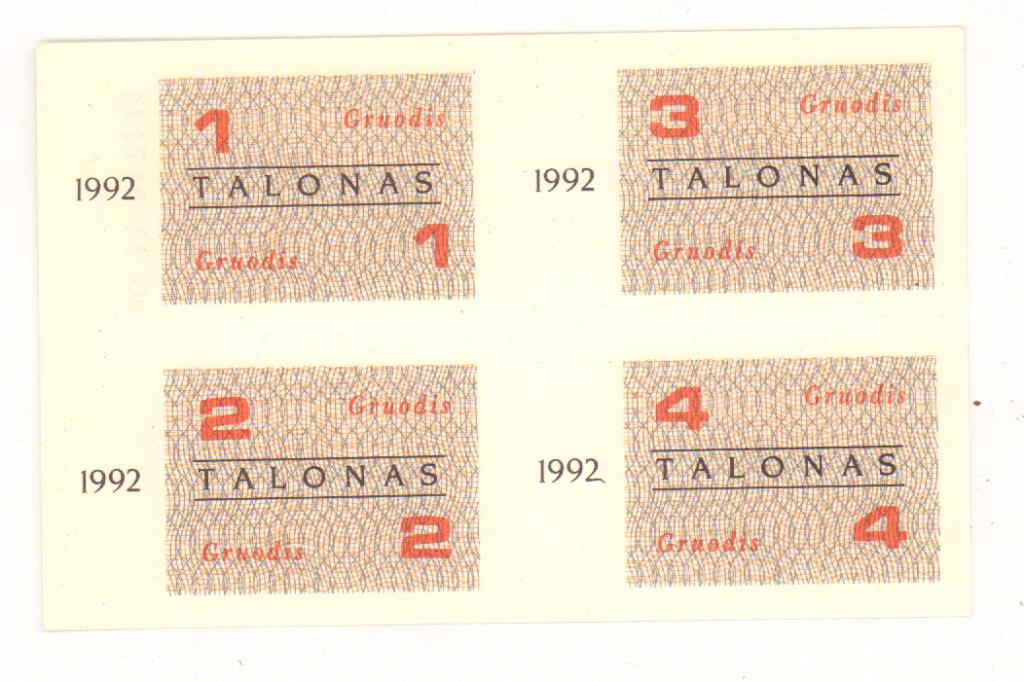 1992
1 Gruodis
TALONAS
Gruodis 1
1992
3 Gruodis
TALONAS
Gruodis 3
1992
2 Gruodis
TALONAS
Gruodis 2
1992
4 Gruodis
TALONAS
Gruodis 4